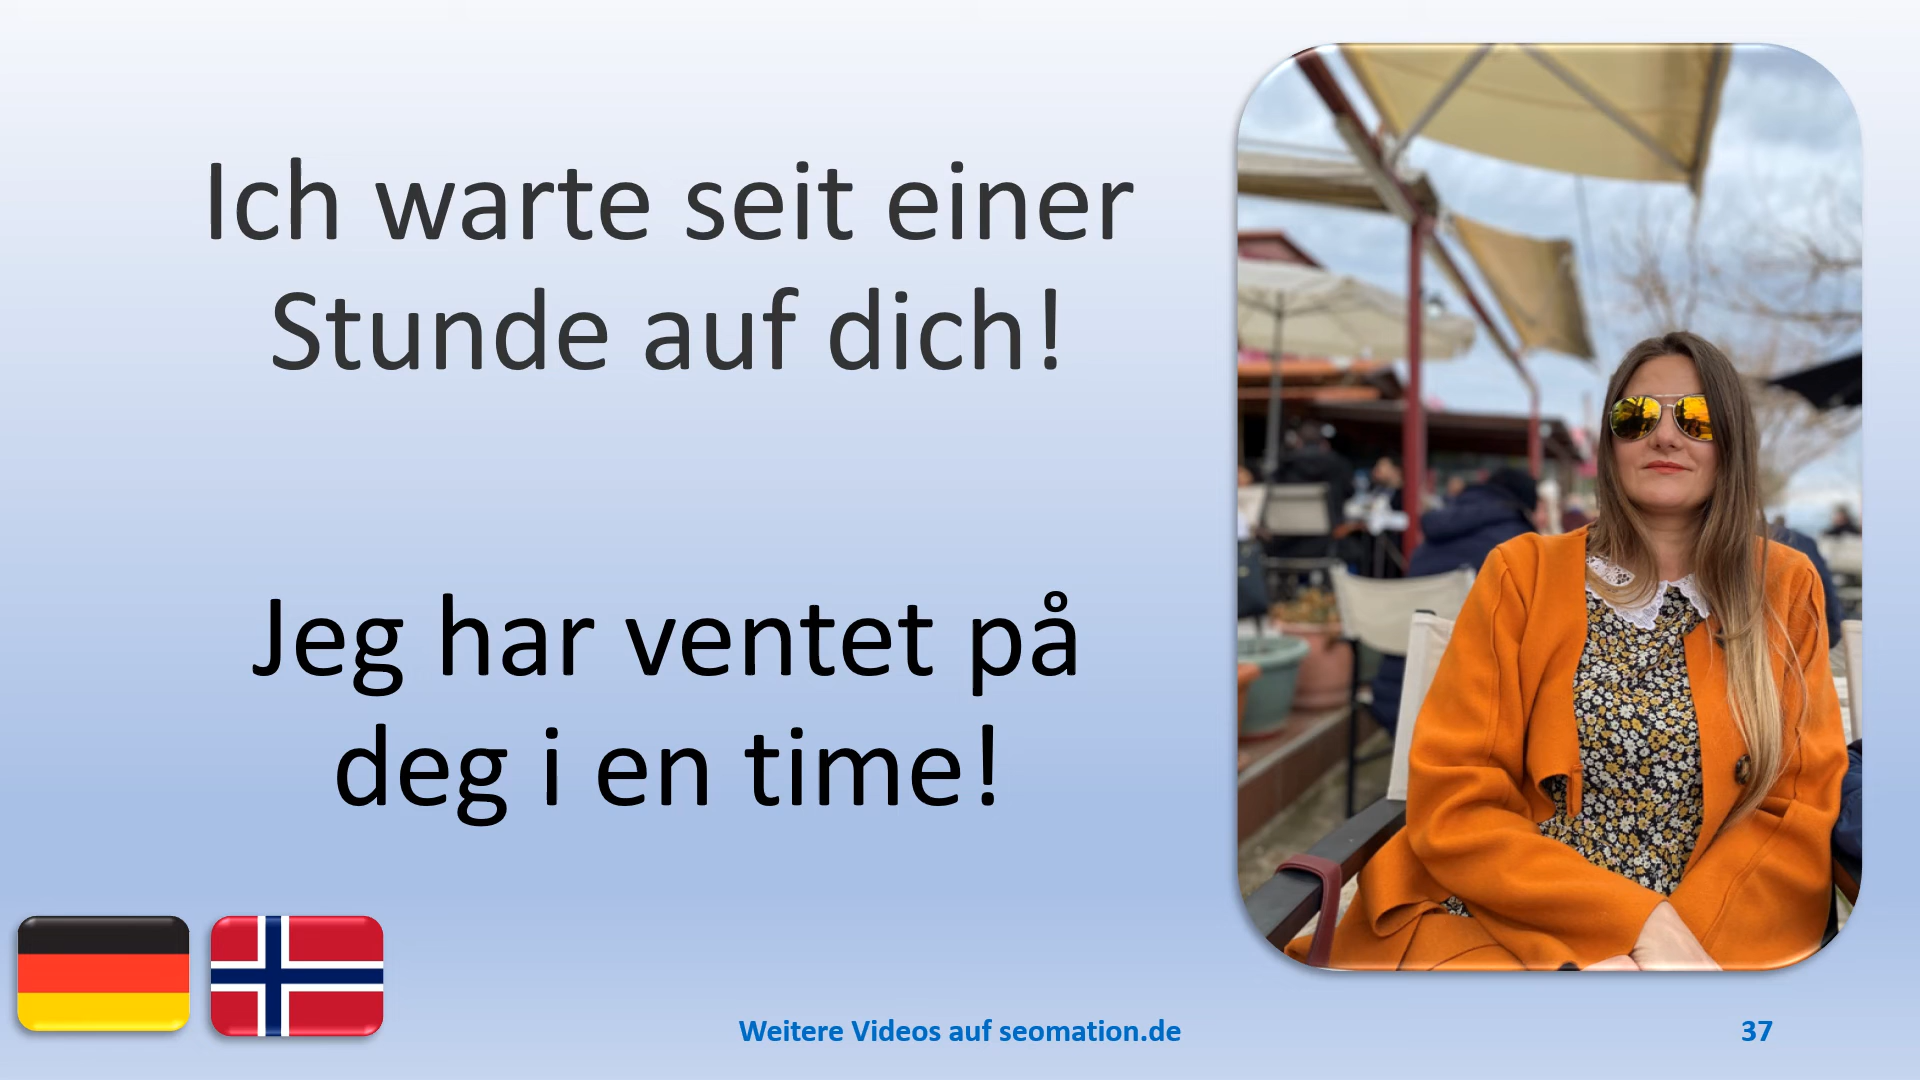 Ich warte seit einer
Stunde auf dich!
Jeg har ventet på
deg i en time!
Weitere Videos auf seomation.de
37